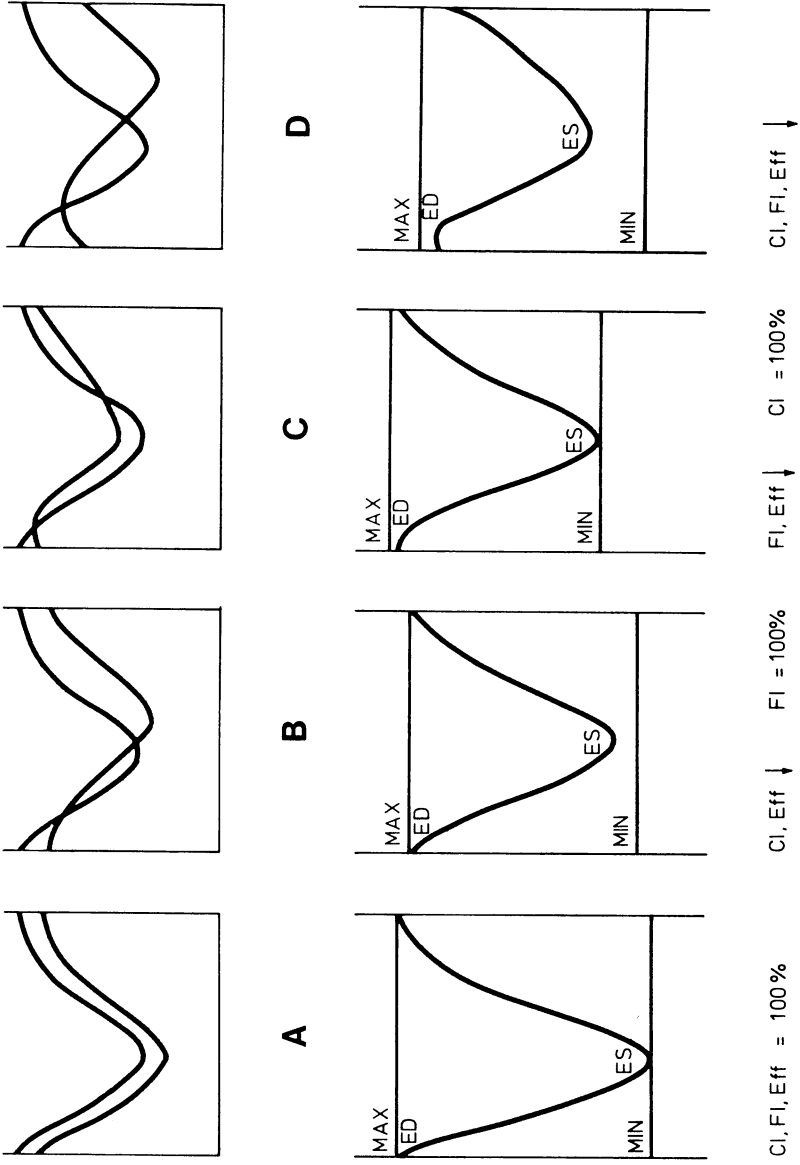 A
MAX
ED
ES
MIN
CI, FI, Eff = 100%
B
MAX
ED
ES
MIN
CI, Eff ↓ FI = 100%
C
MAX
ED
ES
MIN
FI, Eff ↓ CI = 100%
D
MAX
ED
ES
MIN
CI, FI, Eff ↓